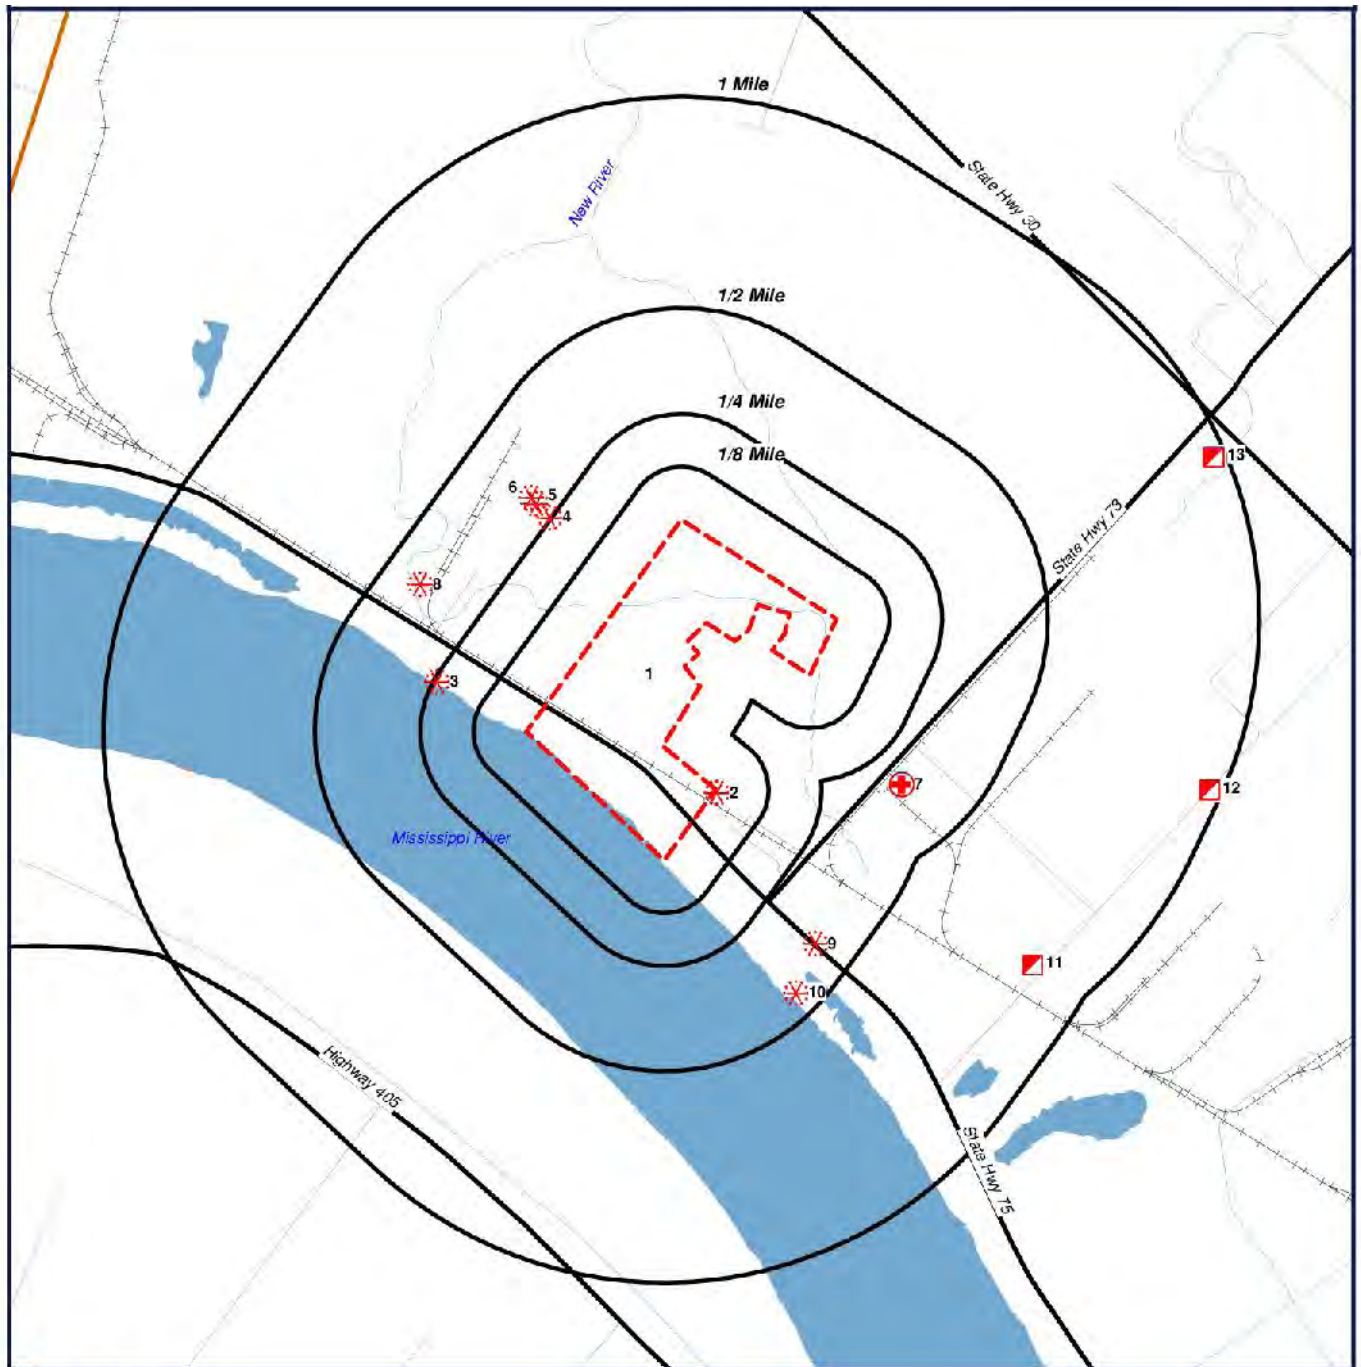 1 Mile
State Hwy 30
New River
1/2 Mile
1/4 Mile
1/8 Mile
13
6
5
4
State Hwy 73
8
1
3
7
12
2
Mississippi River
9
11
10
Highway 405
State Hwy 75